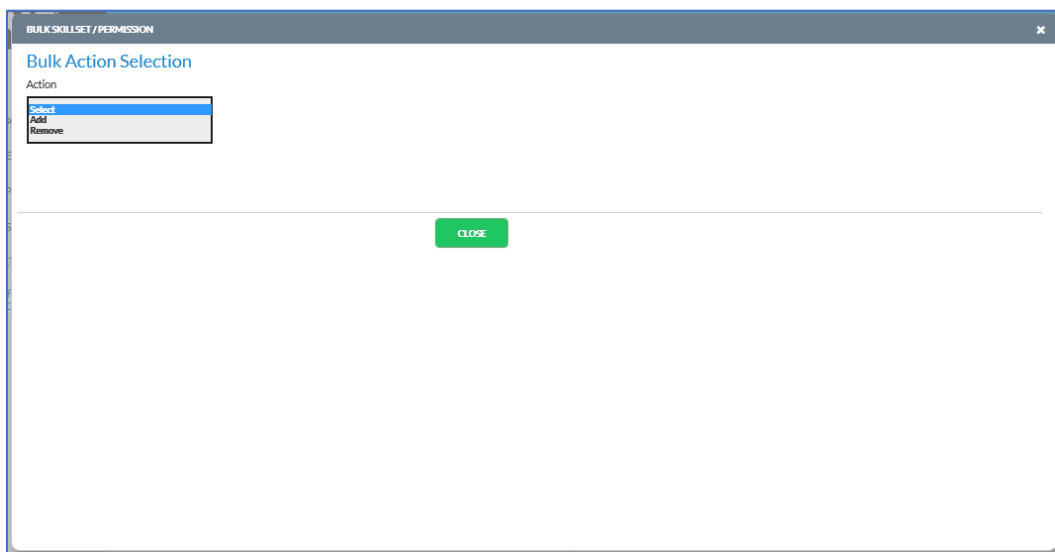 BULK SKILLSET / PERMISSION
Bulk Action Selection
Action
Select
Add
Remove
CLOSE